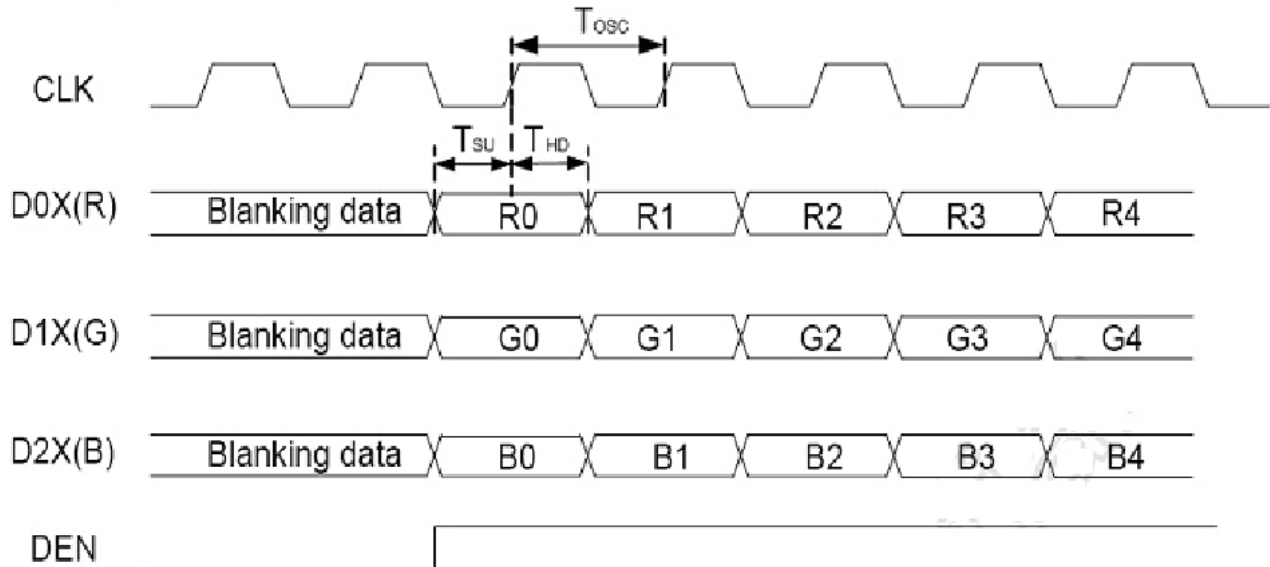 Tosc
CLK
TSU THD
D0X(R) Blanking data R0 R1 R2 R3 R4
D1X(G) Blanking data G0 G1 G2 G3 G4
D2X(B) Blanking data B0 B1 B2 B3 B4
DEN